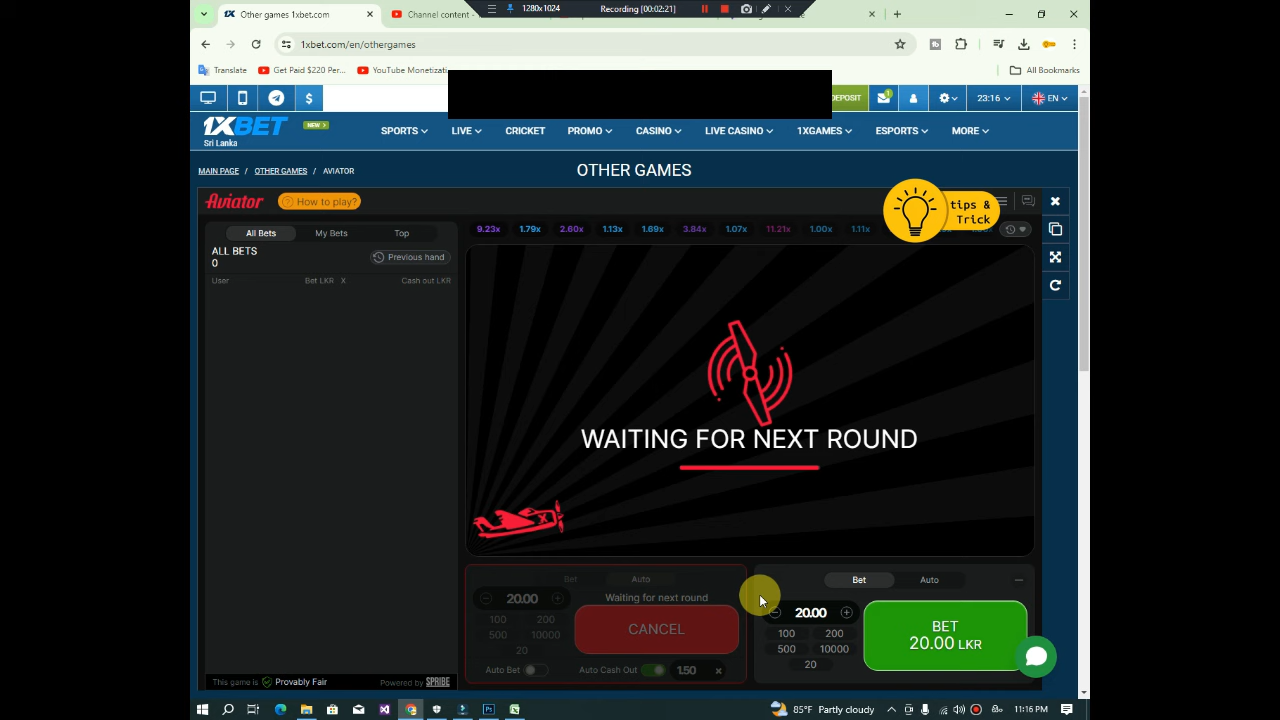 1280x1024
Recording [00:02:21]
Other games 1xbet.com
Channel content -
1xbet.com/en/othergames
Translate
Get Paid $220 Per...
YouTube Monetizati..
All Bookmarks
DEPOSIT
1
23:16
EN
1XBET
Sri Lanka
NEW
SPORTS
LIVE
CRICKET
PROMO
CASINO
LIVE CASINO
1XGAMES
ESPORTS
MORE
MAIN PAGE / OTHER GAMES / AVIATOR
OTHER GAMES
Aviator
How to play?
tips &
Trick
All Bets
My Bets
Top
9.23x 1.79x 2.60x 1.13x 1.69x 3.84x 1.07x 11.21x 1.00x 1.11x
ALL BETS
0
Previous hand
User Bet LKR X Cash out LKR
WAITING FOR NEXT ROUND
Bet Auto
Waiting for next round
20.00
100 200
500 10000
20
CANCEL
Auto Bet
Auto Cash Out
1.50
Bet Auto
20.00
100 200
500 10000
20
BET
20.00 LKR
This game is Provably Fair
Powered by SPRIBE
85°F Partly cloudy
11:16 PM